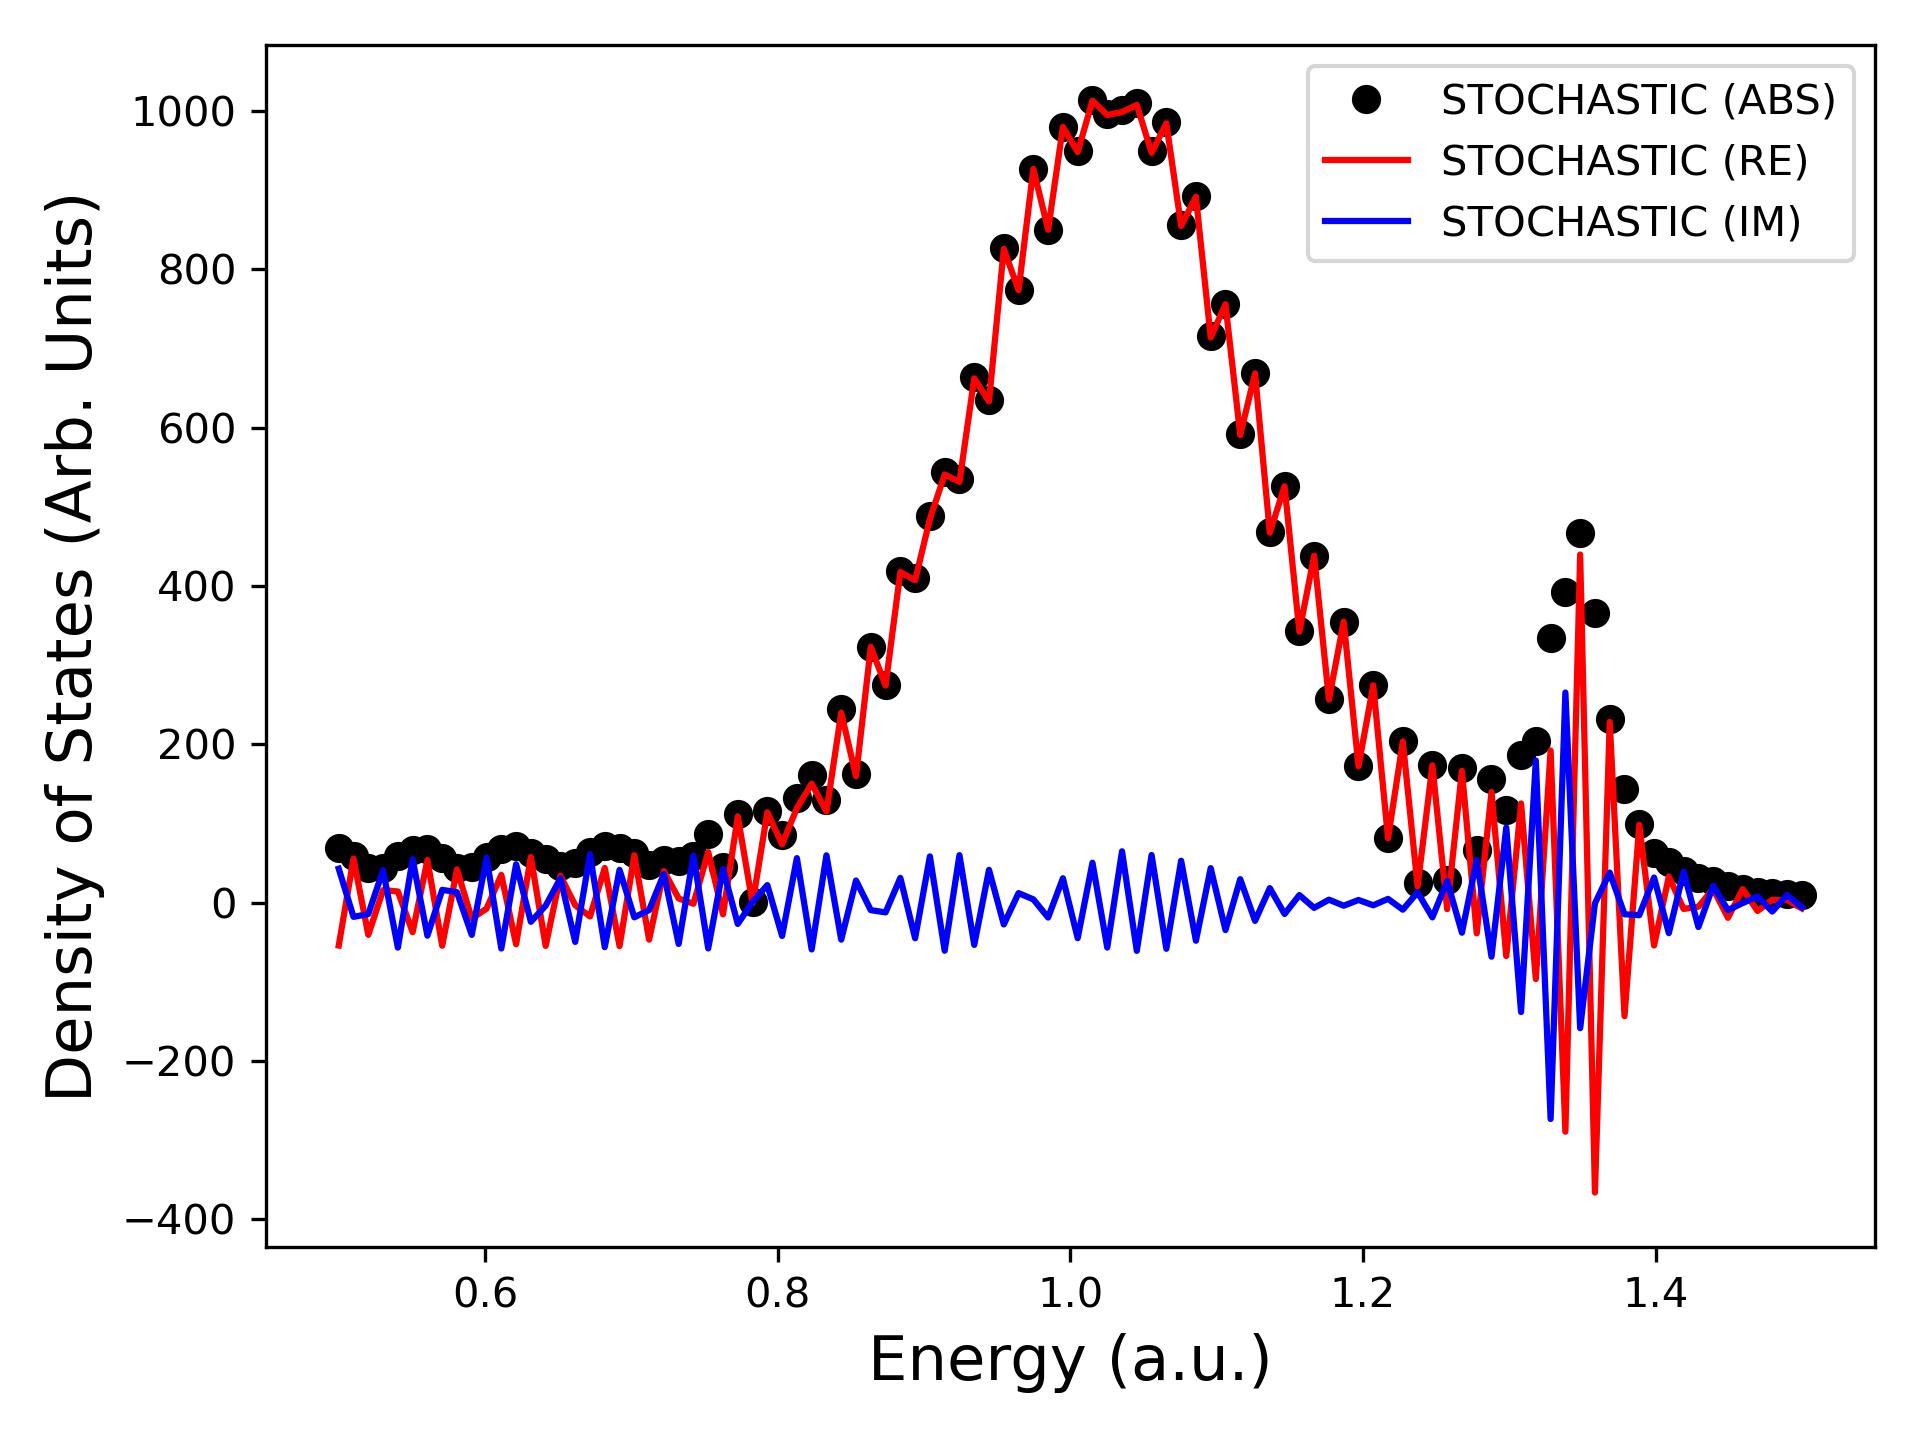 Density of States (Arb. Units)
1000
800
600
400
200
0
−200
−400
STOCHASTIC (ABS)
STOCHASTIC (RE)
STOCHASTIC (IM)
0.6 0.8 1.0 1.2 1.4
Energy (a.u.)